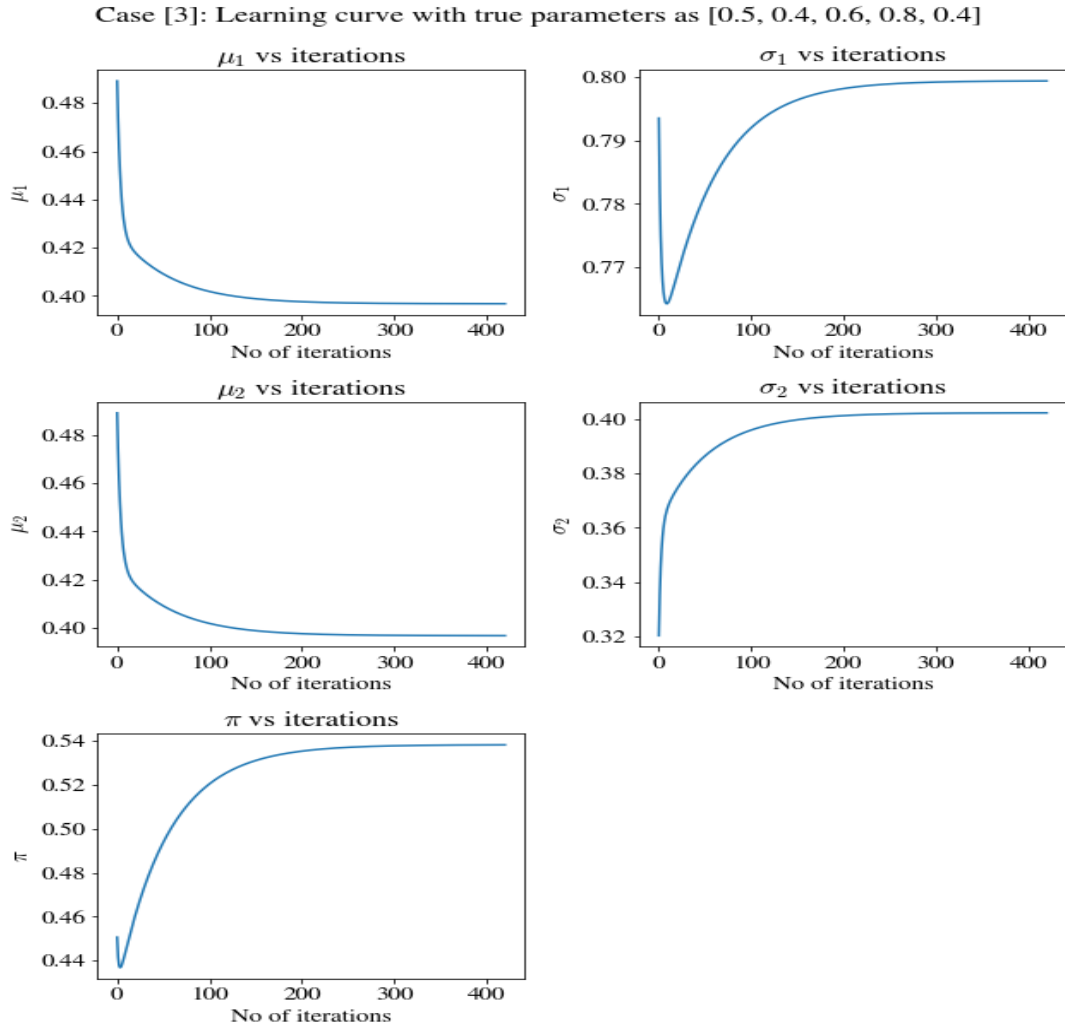 Case [3]: Learning curve with true parameters as [0.5, 0.4, 0.6, 0.8, 0.4]
μ₁ vs iterations
0.48
0.46
0.44
0.42
0.40
μ₁
0 100 200 300 400
No of iterations
σ₁ vs iterations
0.80
0.79
0.78
0.77
σ₁
0 100 200 300 400
No of iterations
μ₂ vs iterations
0.48
0.46
0.44
0.42
0.40
μ₂
0 100 200 300 400
No of iterations
σ₂ vs iterations
0.40
0.38
0.36
0.34
0.32
σ₂
0 100 200 300 400
No of iterations
π vs iterations
0.54
0.52
0.50
0.48
0.46
0.44
π
0 100 200 300 400
No of iterations